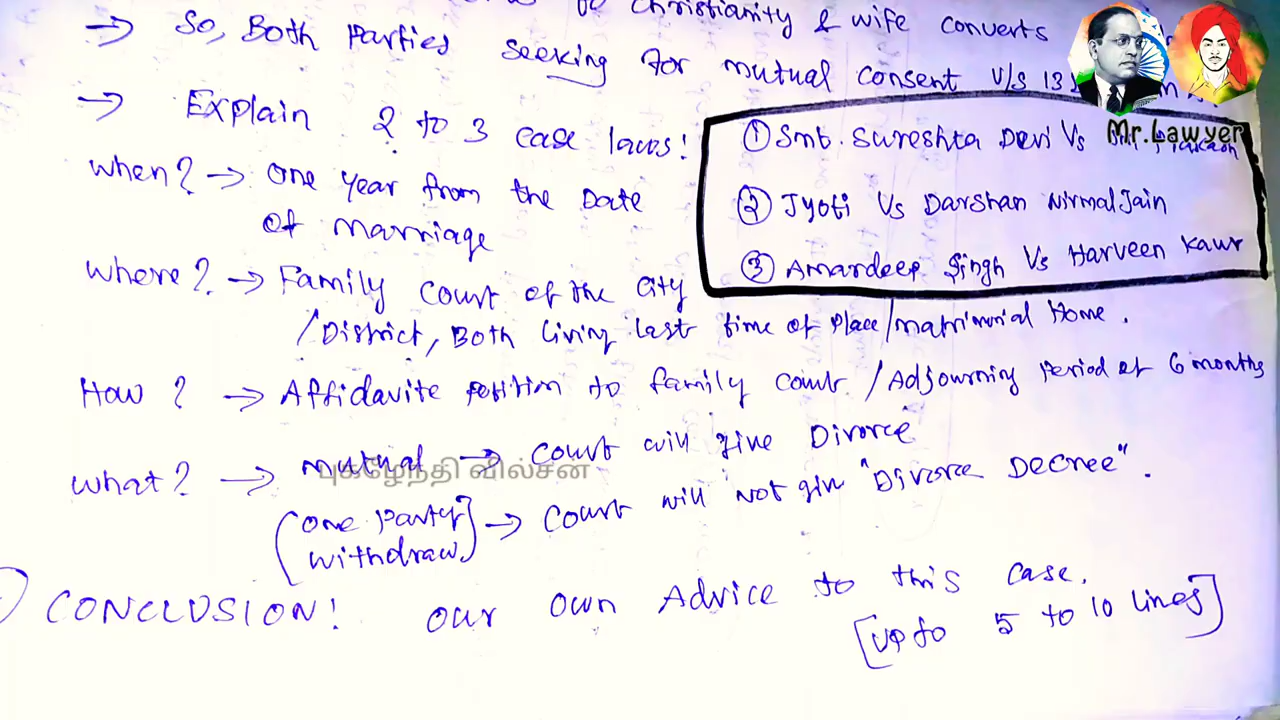 Christianity & wife converts
→ So, Both Parties seeking for mutual consent U/S 13
→ Explain 2 to 3 case laws!
① Smt. Sureshta Devi Vs
Mr.Lawyer
② Jyoti Vs Darshan Nirmal Jain
③ Amardeep Singh Vs Harveen Kaur
When? → One year from the Date
of marriage
Where? → Family Court of the City
/District, Both living last time of Place/matrimonial Home.
How? → Affidavite petition to family court. /Adjourning Period of 6 months
What? → mutual → Court will give Divorce
புகழேந்தி வில்சன்
(one Party withdraw) → Court will not give "Divorce Decree".
CONCLUSION! our own Advice to this case.
[up to 5 to 10 lines]